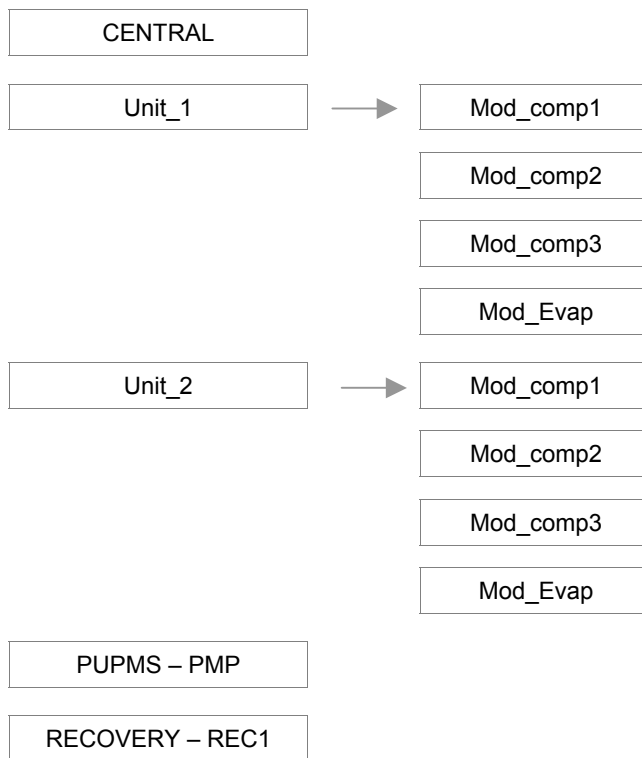 CENTRAL
Unit_1
Mod_comp1
Mod_comp2
Mod_comp3
Mod_Evap
Unit_2
Mod_comp1
Mod_comp2
Mod_comp3
Mod_Evap
PUPMS – PMP
RECOVERY – REC1